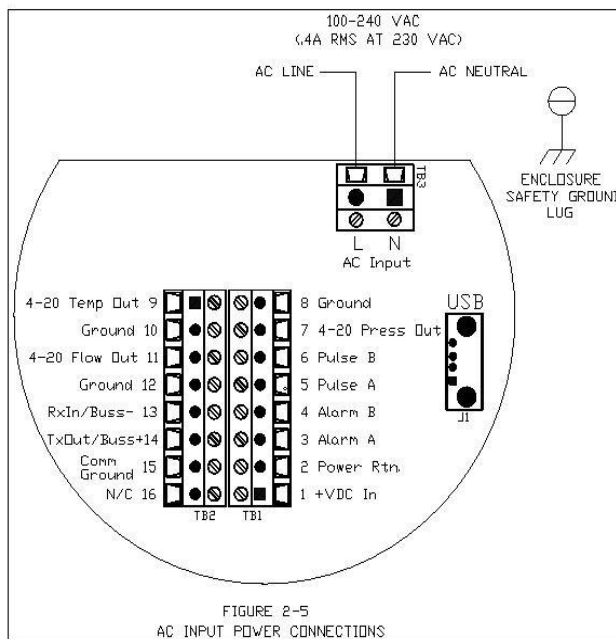 100-240 VAC
(.4A RMS AT 230 VAC)
AC LINE
AC NEUTRAL
TB3
ENCLOSURE
SAFETY GROUND
LUG
L N
AC Input
4-20 Temp Out 9
Ground 10
4-20 Flow Out 11
Ground 12
RxIn/Buss- 13
TxOut/Buss+14
Comm
Ground 15
N/C 16
8 Ground
7 4-20 Press Out
6 Pulse B
5 Pulse A
4 Alarm B
3 Alarm A
2 Power Rtn.
1 +VDC In
TB2 TB1
USB
J1
FIGURE 2-5
AC INPUT POWER CONNECTIONS